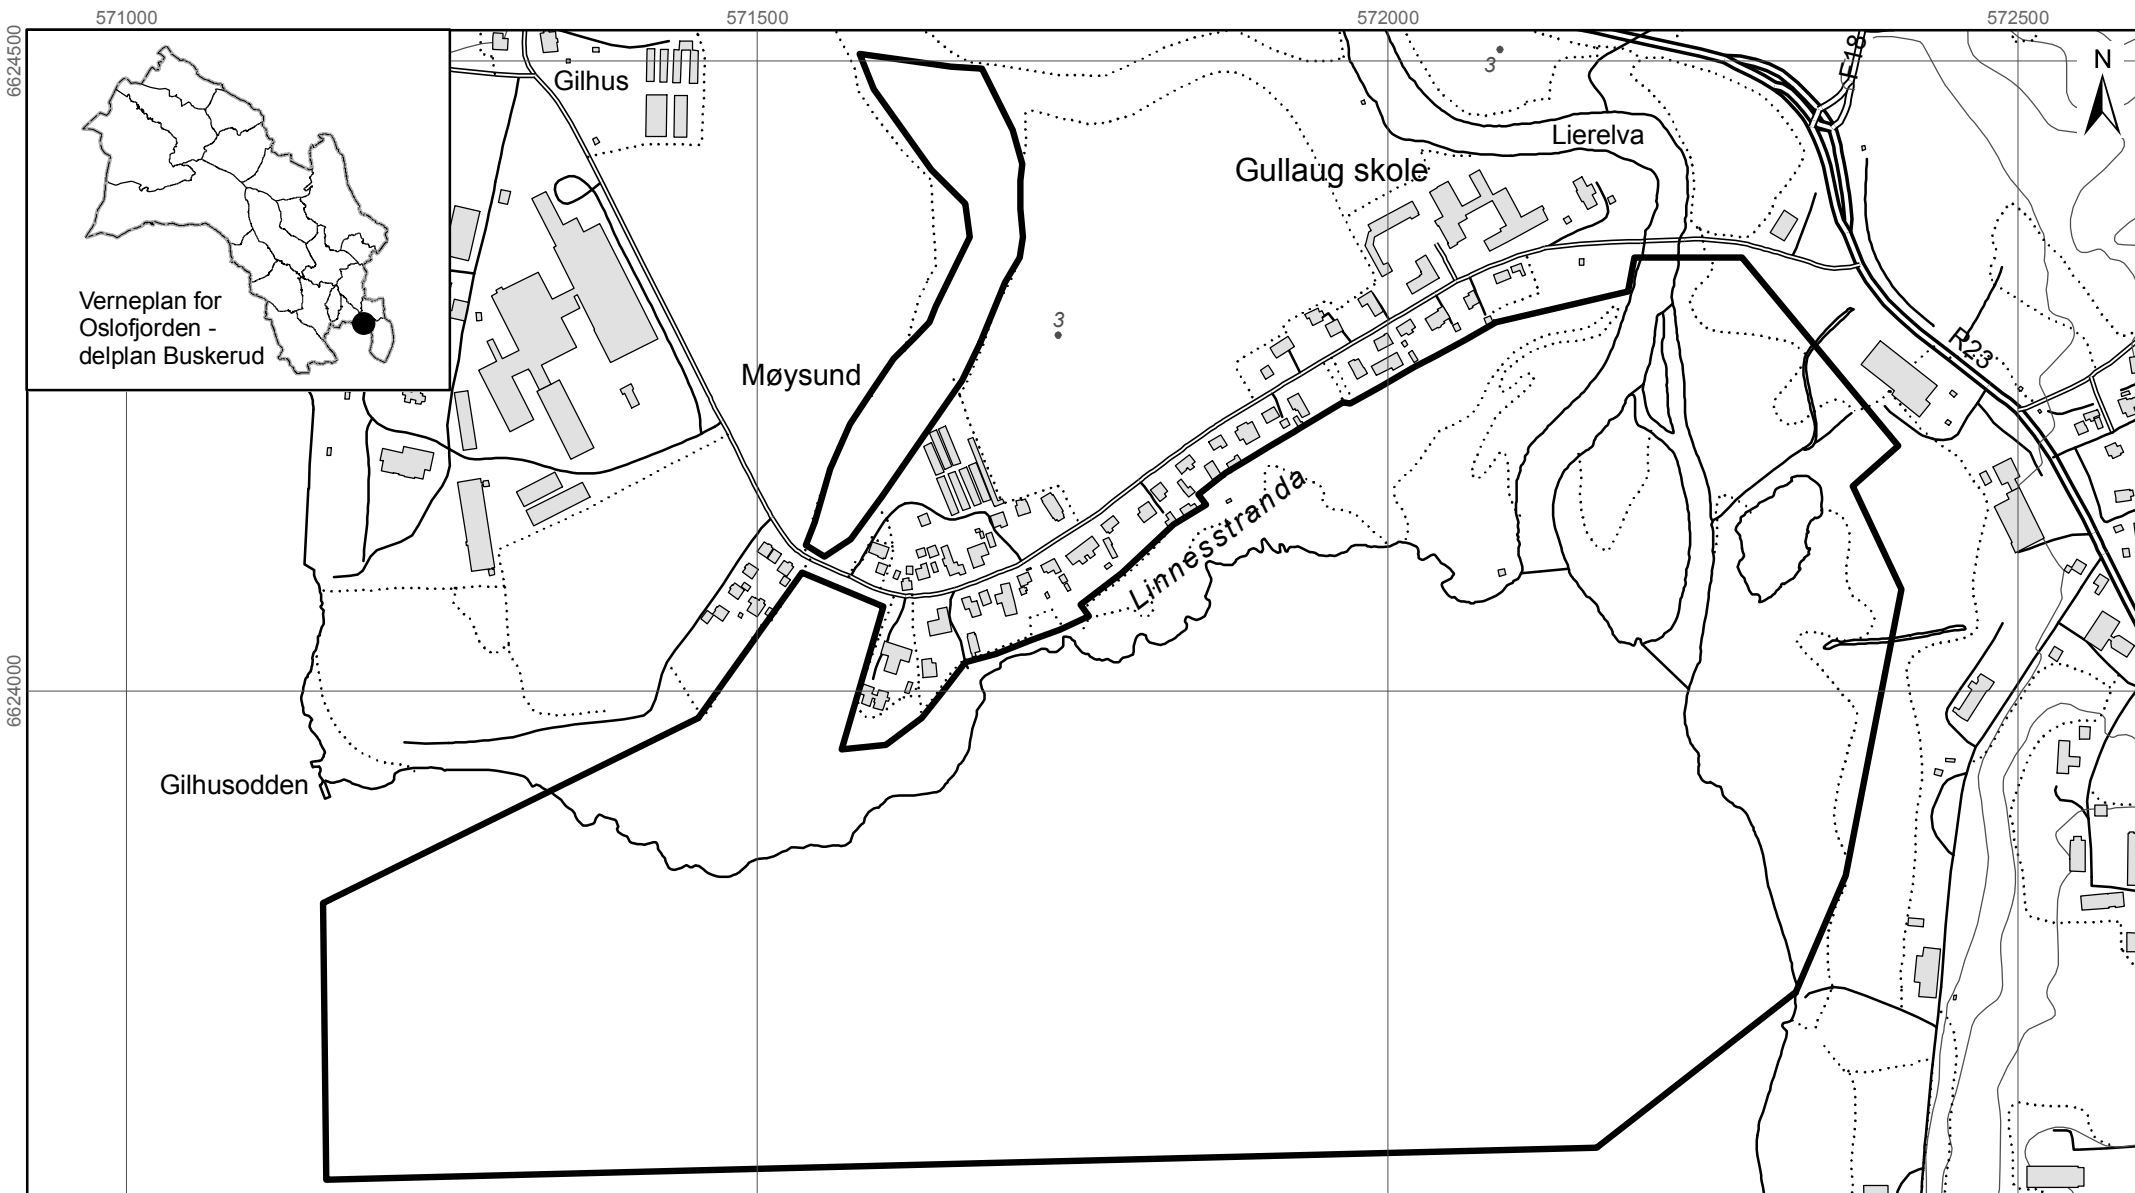 571000
571500
572000
572500
6624500
6624000
Verneplan for
Oslofjorden -
delplan Buskerud
Gilhus
3
E18
N
Lierelva
Gullaug skole
3
R23
Møysund
Linnesstranda
Gilhusodden